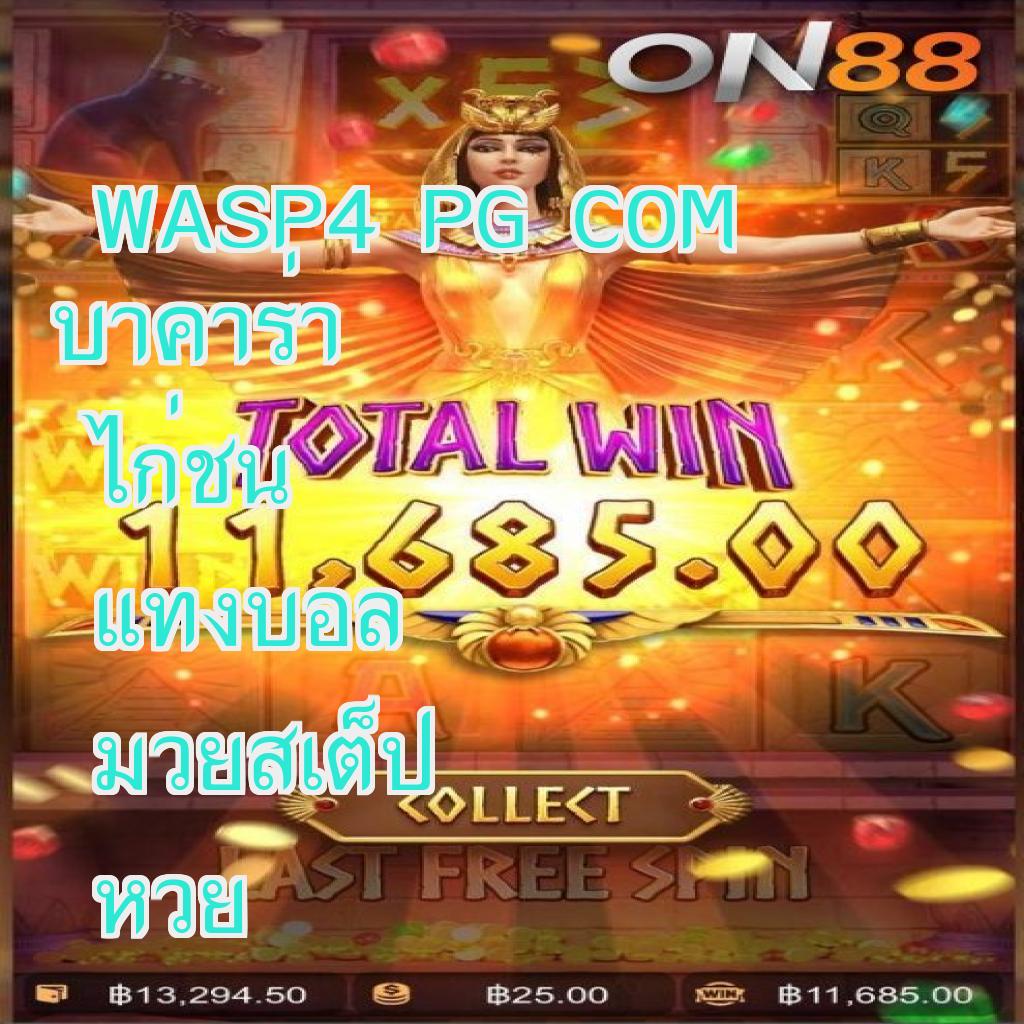 ON88
x53
Q
K 5
WASP4 PG COM
บาคาร่า
ไก่ชน
TOTAL WIN
11,685.00
แทงบอล
K
มวยสเต็ป
COLLECT
LAST FREE SPIN
หวย
฿13,294.50 ฿25.00 WIN ฿11,685.00